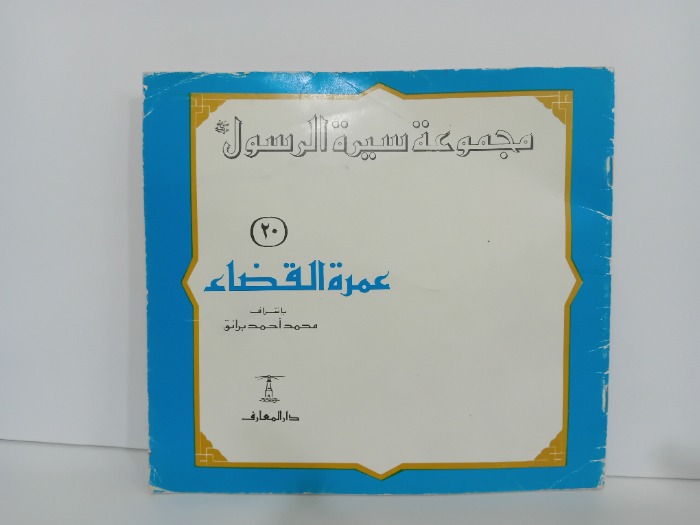 مجموعة سيرة الرسول ﷺ
٢٠
عمرة القضاء
بإشراف
محمد أحمد برانق
دار المعارف